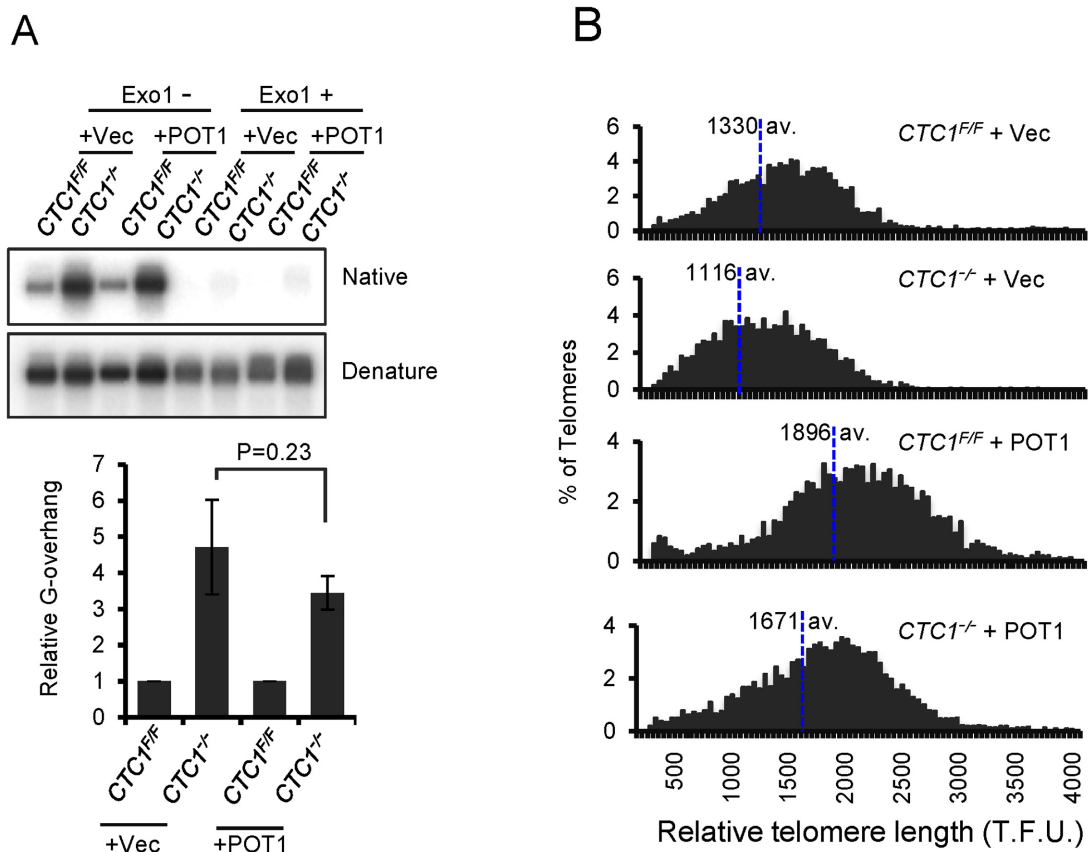 A
Exo1 - Exo1 +
+Vec +POT1 +Vec +POT1
CTC1F/F CTC1-/- CTC1F/F CTC1-/- CTC1F/F CTC1-/- CTC1F/F CTC1-/-
Native
Denature
P=0.23
Relative G-overhang
7
6
5
4
3
2
1
0
CTC1F/F CTC1-/- CTC1F/F CTC1-/-
+Vec +POT1
B
% of Telomeres
1330 av.
CTC1F/F + Vec
6
4
2
0
1116 av.
CTC1-/- + Vec
6
4
2
0
1896 av.
CTC1F/F + POT1
4
2
0
1671 av.
CTC1-/- + POT1
4
2
0
500 1000 1500 2000 2500 3000 3500 4000
Relative telomere length (T.F.U.)